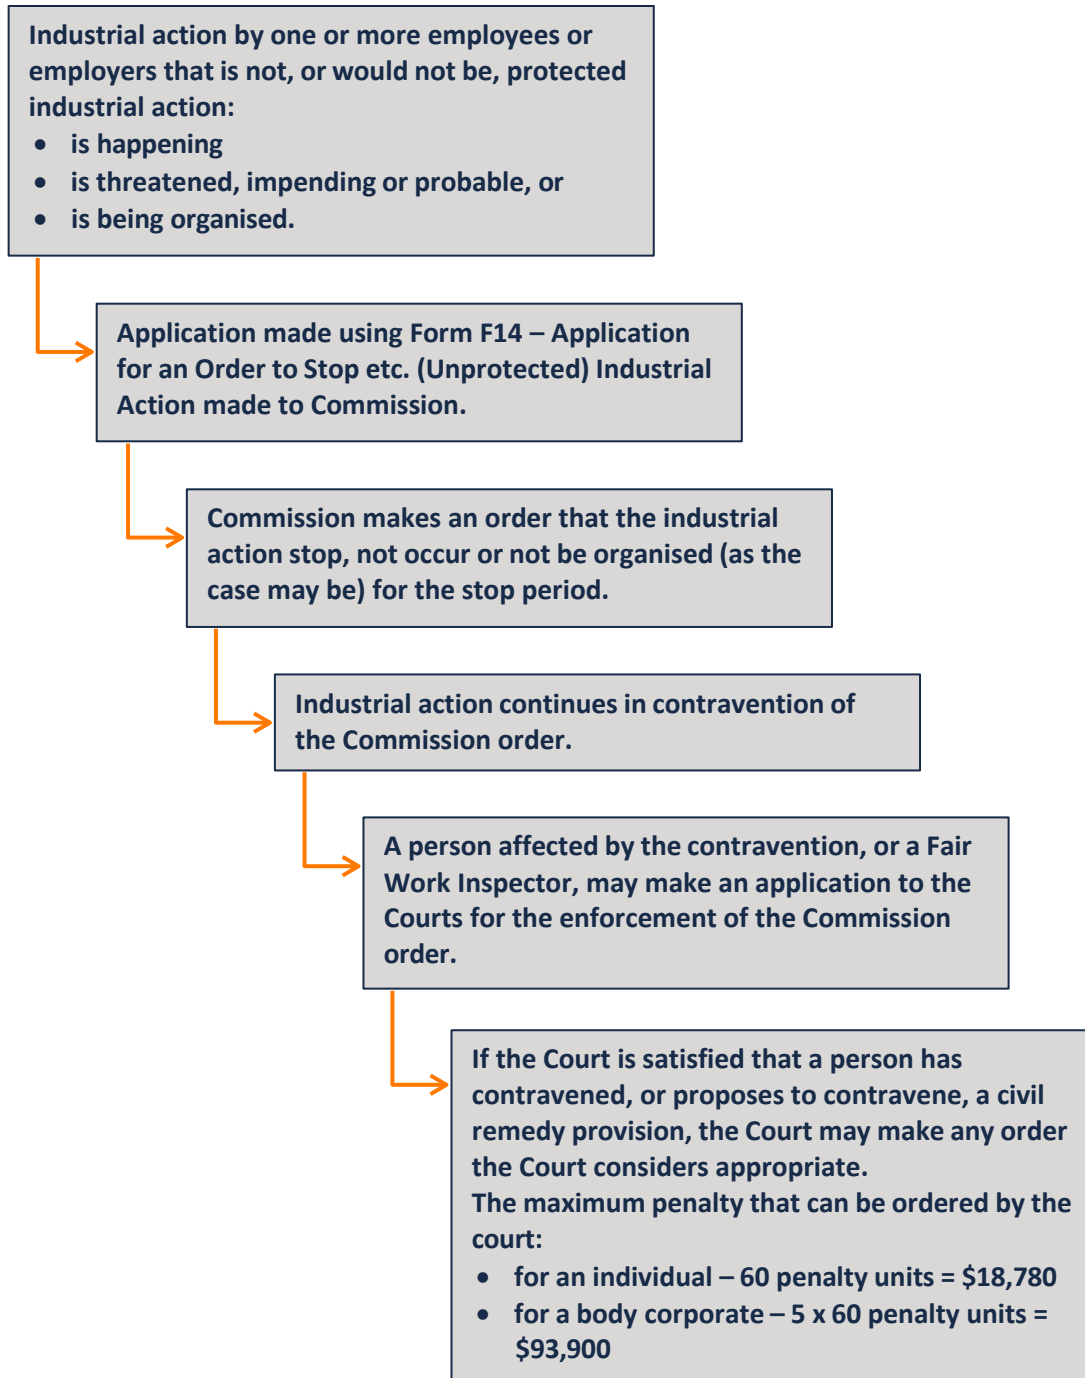 Industrial action by one or more employees or
employers that is not, or would not be, protected
industrial action:
• is happening
• is threatened, impending or probable, or
• is being organised.
Application made using Form F14 – Application
for an Order to Stop etc. (Unprotected) Industrial
Action made to Commission.
Commission makes an order that the industrial
action stop, not occur or not be organised (as the
case may be) for the stop period.
Industrial action continues in contravention of
the Commission order.
A person affected by the contravention, or a Fair
Work Inspector, may make an application to the
Courts for the enforcement of the Commission
order.
If the Court is satisfied that a person has
contravened, or proposes to contravene, a civil
remedy provision, the Court may make any order
the Court considers appropriate.
The maximum penalty that can be ordered by the
court:
• for an individual – 60 penalty units = $18,780
• for a body corporate – 5 x 60 penalty units =
$93,900